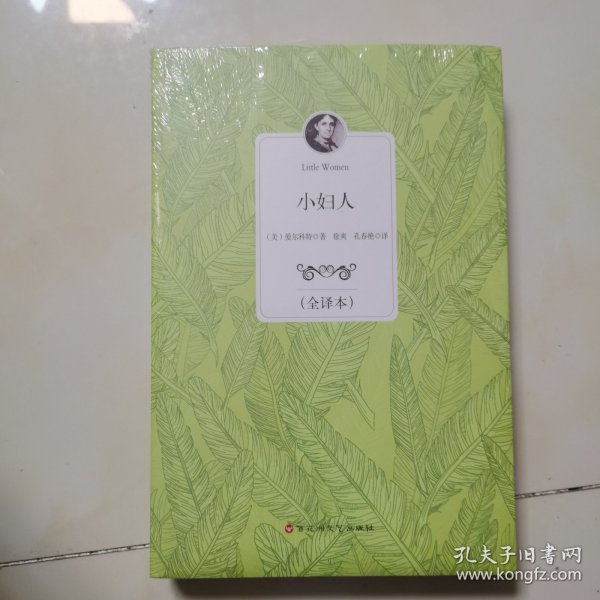 Little Women
小妇人
（美）爱尔科特◎著 徐爽 孔春艳◎译
（全译本）
百花洲文艺出版社
孔夫子旧书网
www.kongfz.com